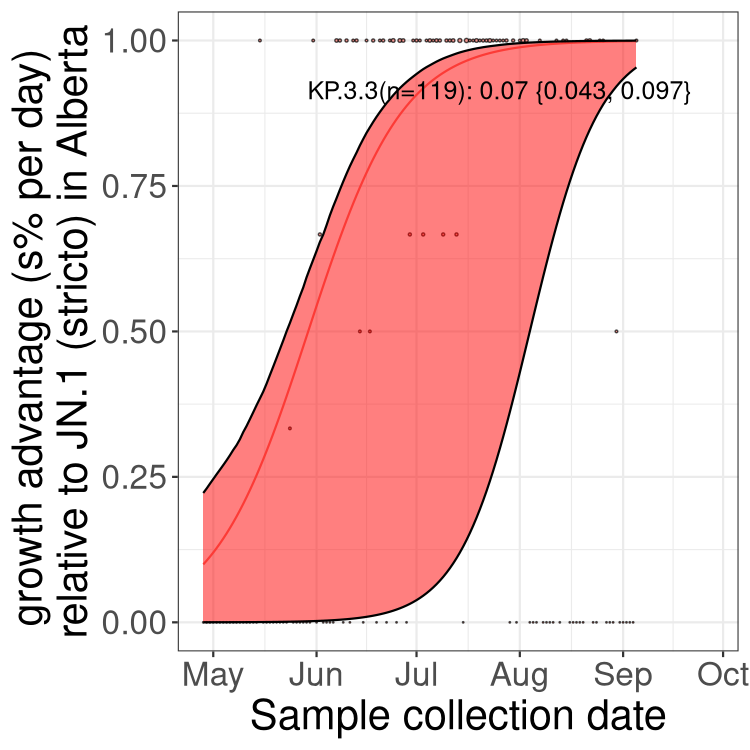 growth advantage (s% per day)
relative to JN.1 (stricto) in Alberta
1.00
0.75
0.50
0.25
0.00
KP.3.3(n=119): 0.07 {0.043, 0.097}
May Jun Jul Aug Sep Oct
Sample collection date